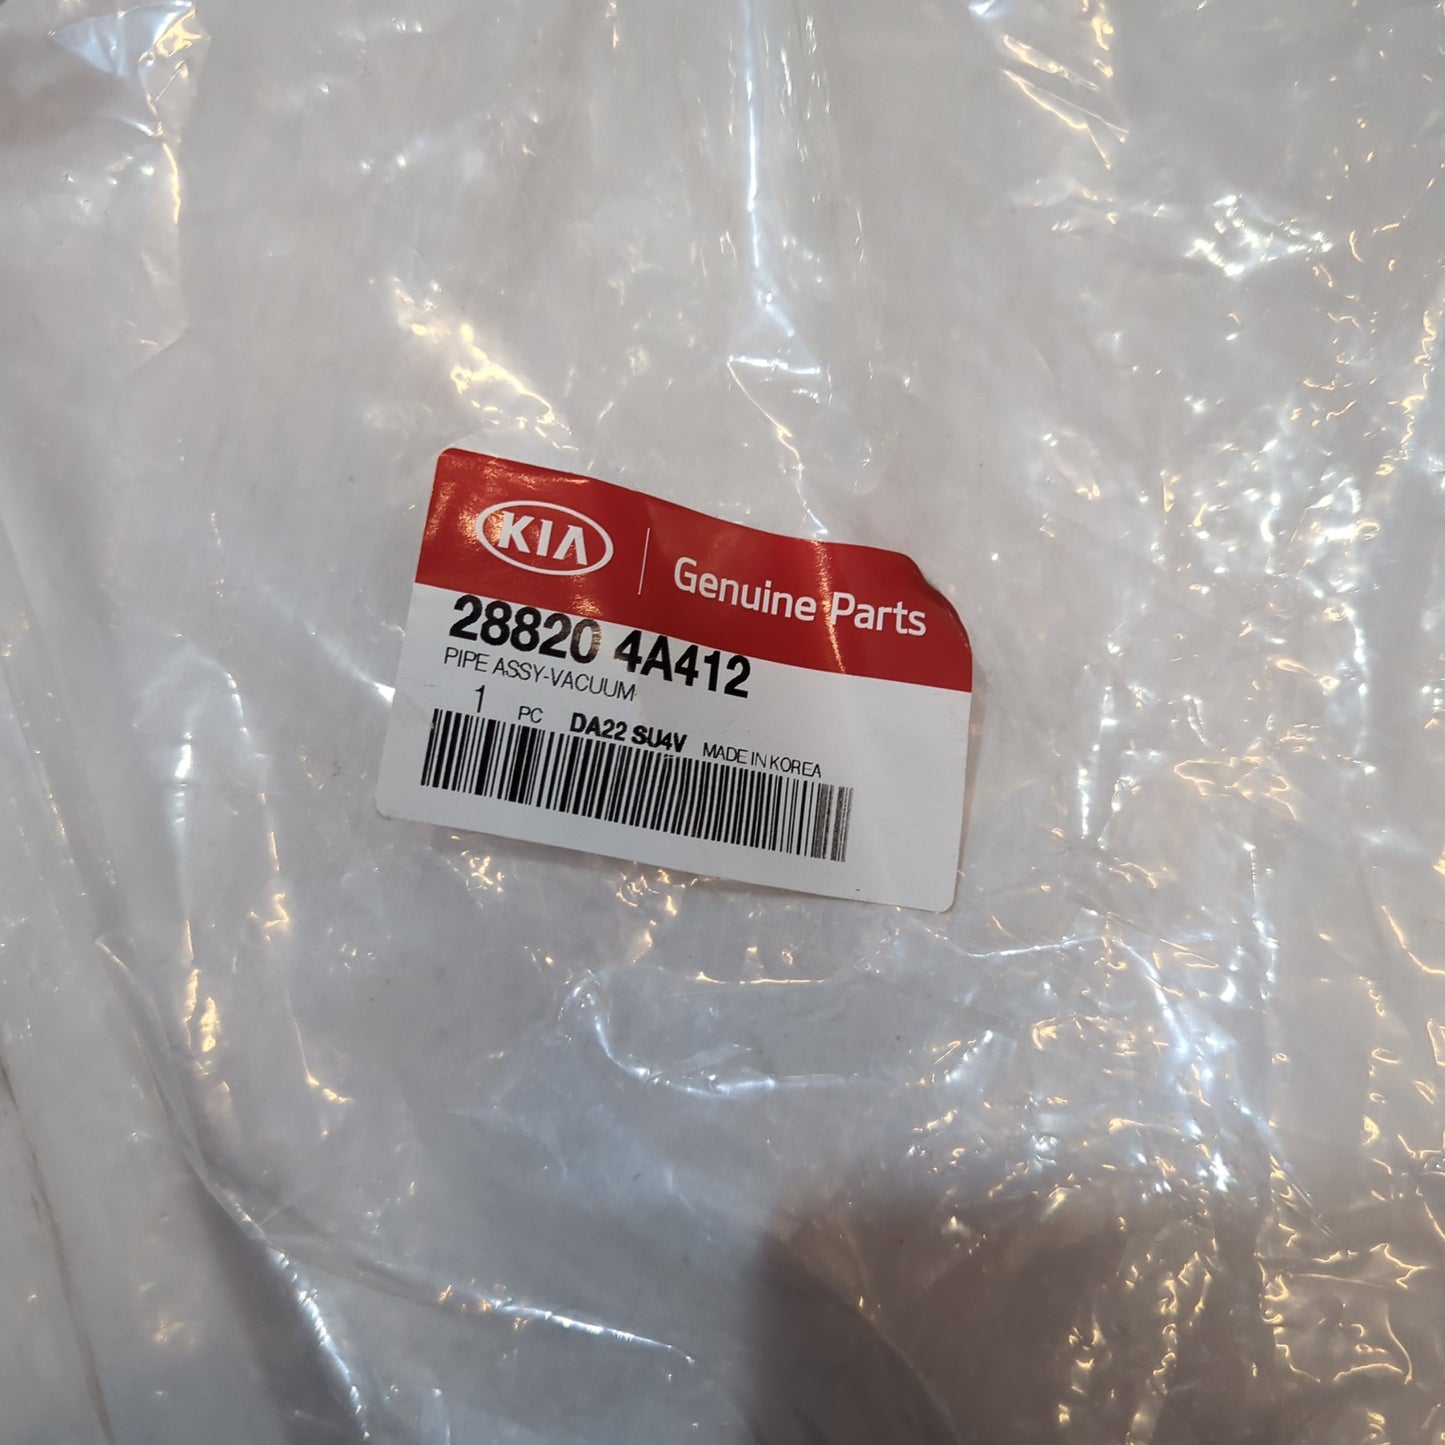 KIA Genuine Parts
28820 4A412
PIPE ASSY-VACUUM
1 PC DA22 SU4V MADE IN KOREA